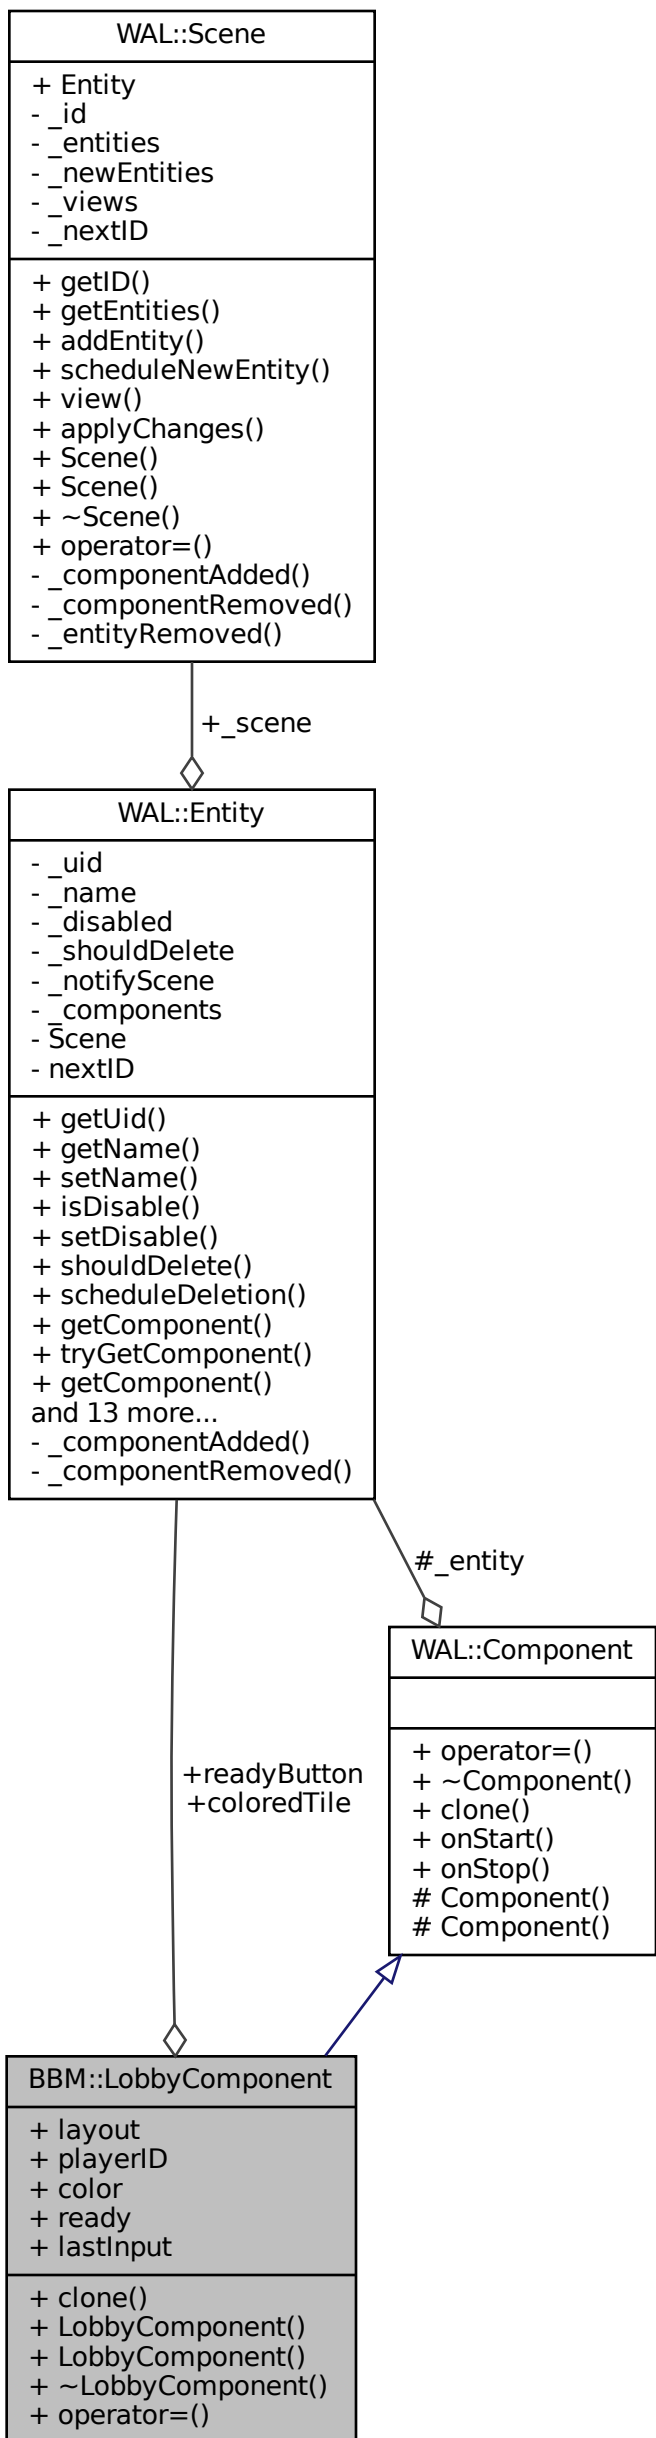 WAL::Scene
+ Entity
- _id
- _entities
- _newEntities
- _views
- _nextID
+ getID()
+ getEntities()
+ addEntity()
+ scheduleNewEntity()
+ view()
+ applyChanges()
+ Scene()
+ Scene()
+ ~Scene()
+ operator=()
- _componentAdded()
- _componentRemoved()
- _entityRemoved()
+_scene
WAL::Entity
- _uid
- _name
- _disabled
- _shouldDelete
- _notifyScene
- _components
- Scene
- nextID
+ getUid()
+ getName()
+ setName()
+ isDisable()
+ setDisable()
+ shouldDelete()
+ scheduleDeletion()
+ getComponent()
+ tryGetComponent()
+ getComponent()
and 13 more...
- _componentAdded()
- _componentRemoved()
#_entity
WAL::Component
+ operator=()
+ ~Component()
+ clone()
+ onStart()
+ onStop()
# Component()
# Component()
+readyButton
+coloredTile
BBM::LobbyComponent
+ layout
+ playerID
+ color
+ ready
+ lastInput
+ clone()
+ LobbyComponent()
+ LobbyComponent()
+ ~LobbyComponent()
+ operator=()